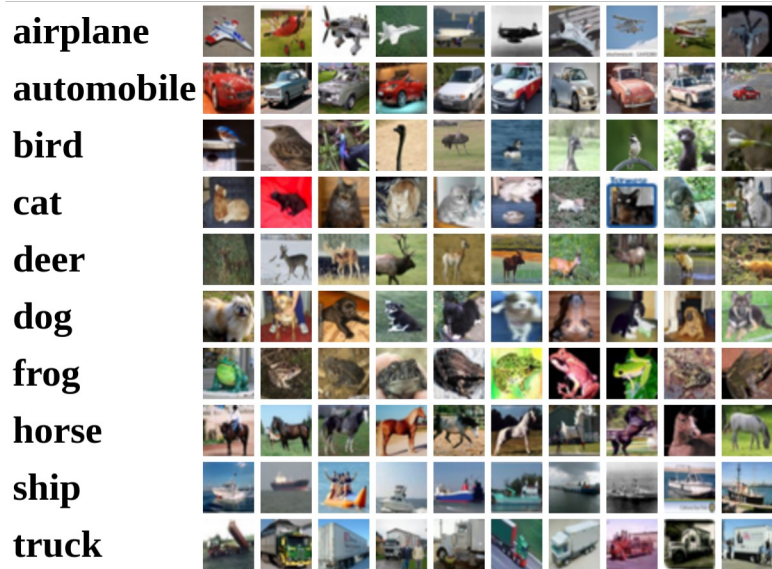 airplane
automobile
bird
cat
deer
dog
frog
horse
ship
truck